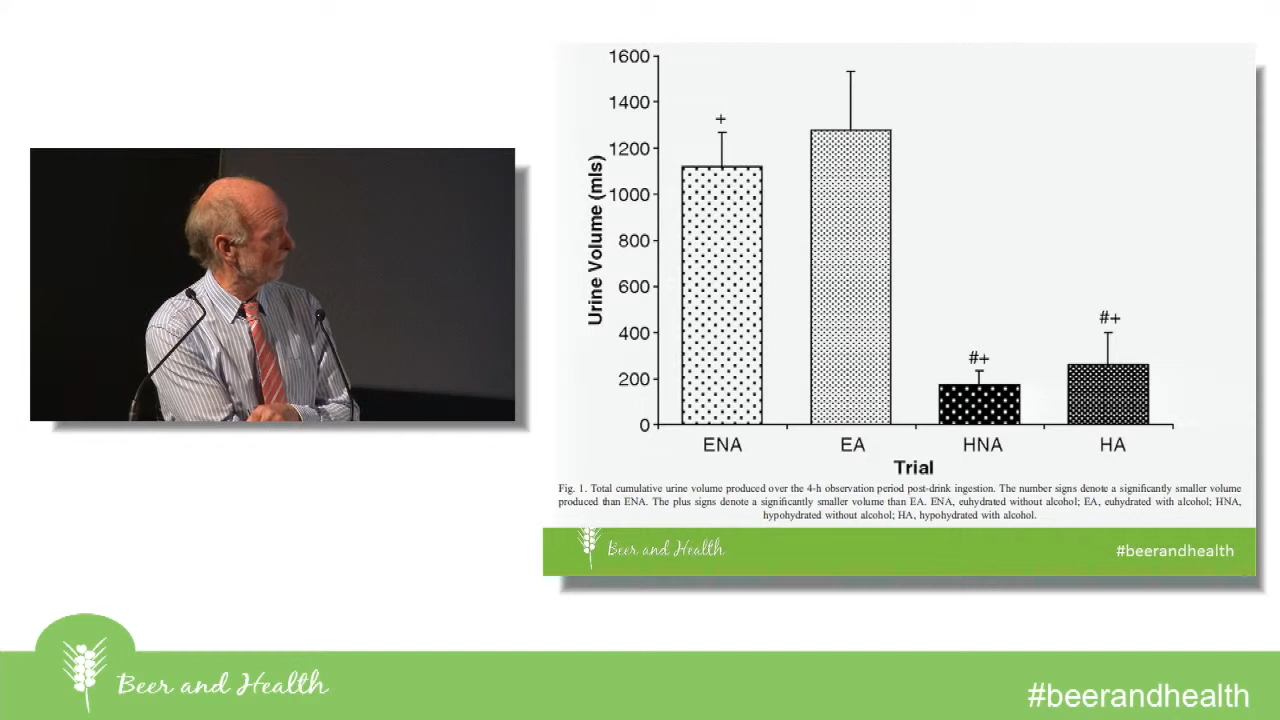 1600
1400
1200
1000
800
600
400
200
0
Urine Volume (mls)
+
#+
#+
ENA EA HNA HA
Trial
Fig. 1. Total cumulative urine volume produced over the 4-h observation period post-drink ingestion. The number signs denote a significantly smaller volume
produced than ENA. The plus signs denote a significantly smaller volume than EA. ENA, euhydrated without alcohol; EA, euhydrated with alcohol; HNA,
hypohydrated without alcohol; HA, hypohydrated with alcohol.
Beer and Health #beerandhealth
Beer and Health
#beerandhealth